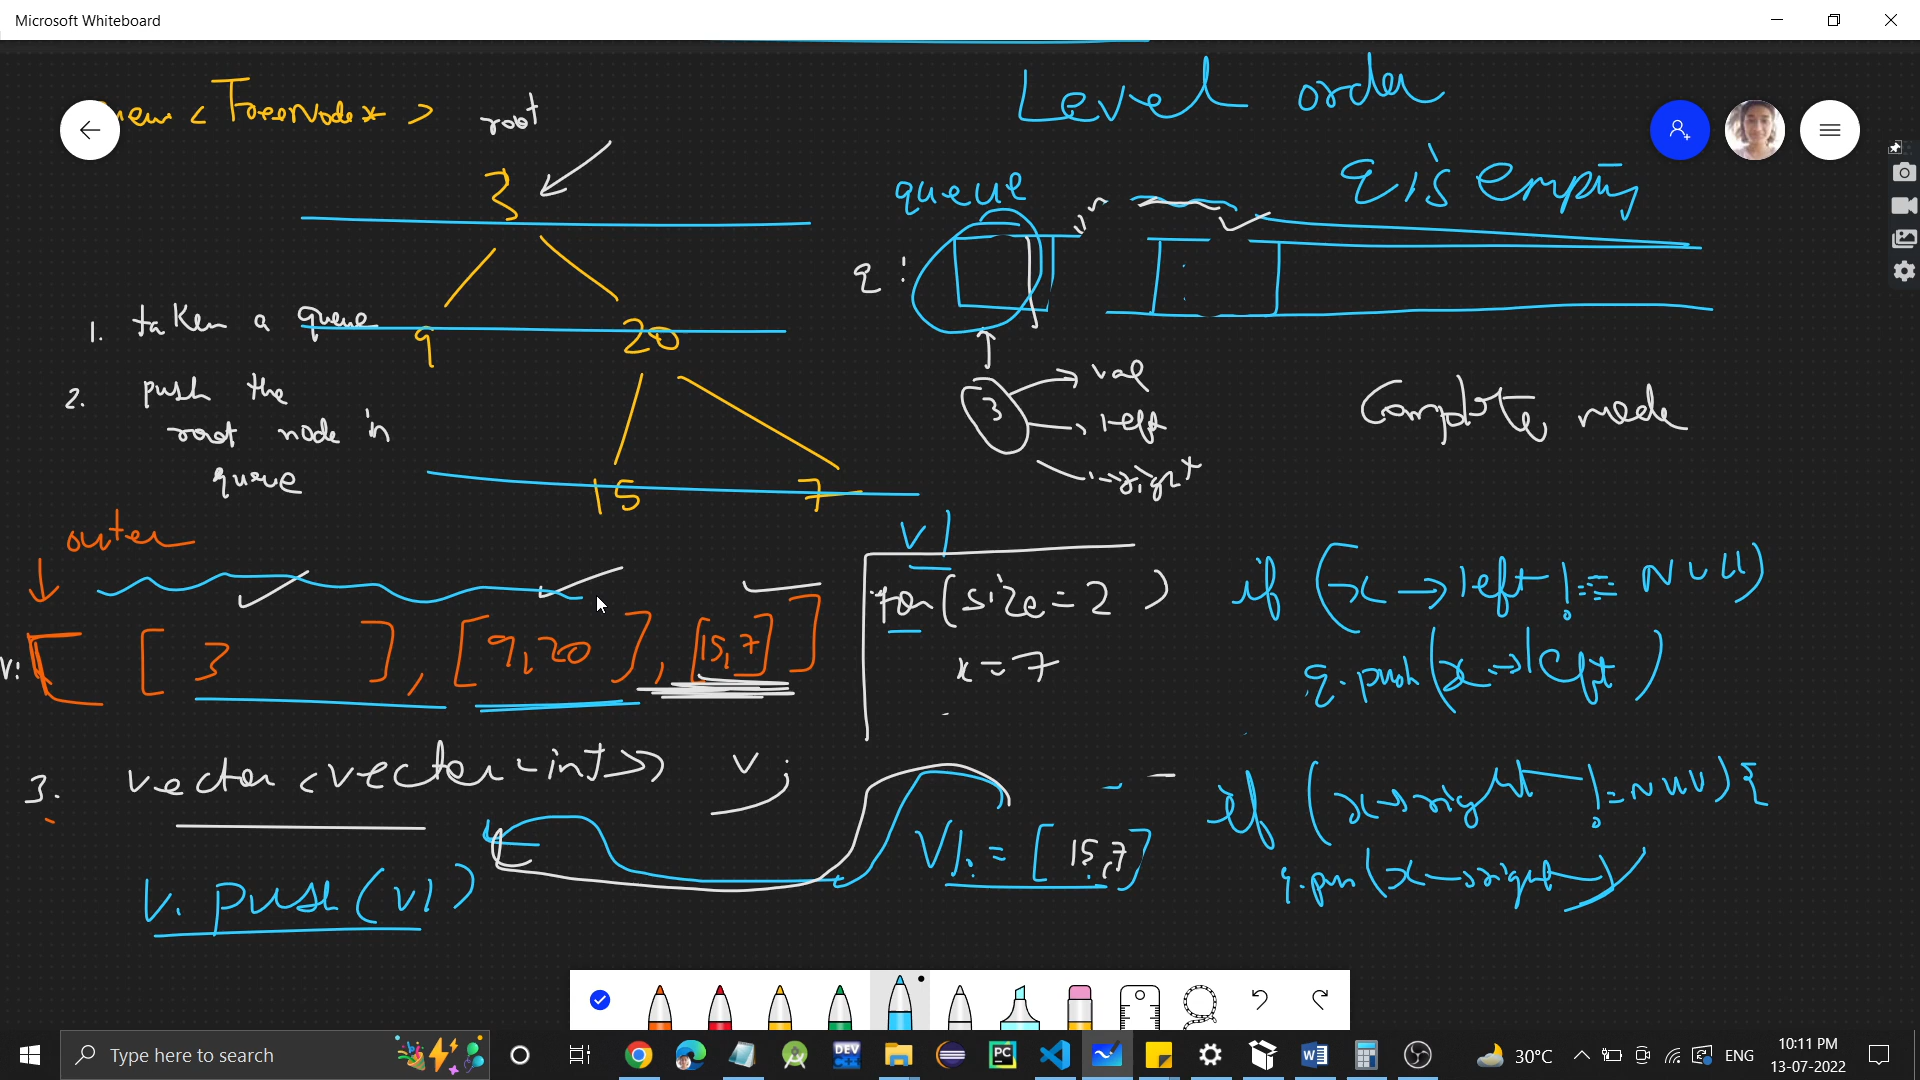 Microsoft Whiteboard
Level order
< TreeNode* >
root
3
queue
q is empty
q :
1. taken a queue
9
20
2. push the
root node in
queue
3
val
left
right
Complete node
15
7
outer
v1
for(size = 2 )
x = 7
if (x → left != NULL)
q.push(x → left )
v:
[ [ 3 ], [9,20], [15,7] ]
3. vector <vector<int>> v;
if (x→right != NULL) {
V1: = [ 15,7]
V. push (v1)
q.pus (x → right )
Type here to search
DEV
PC
30°C
ENG
10:11 PM
13-07-2022